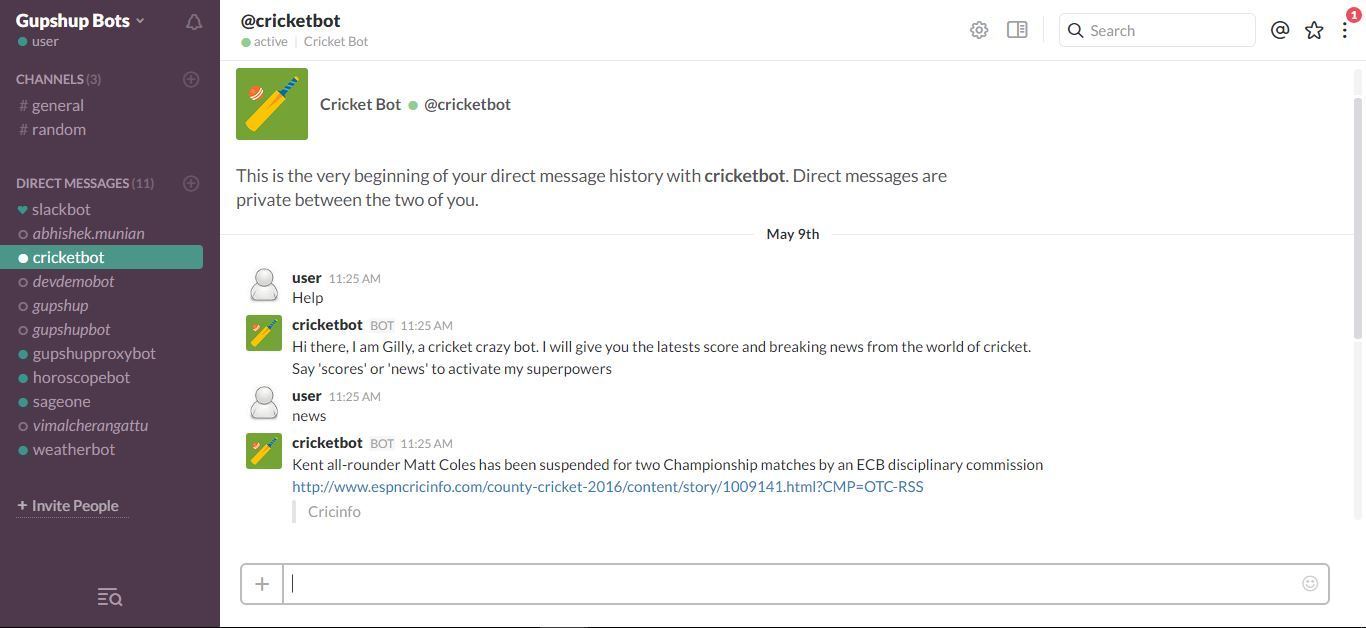 Gupshup Bots
user
CHANNELS (3)
# general
# random
DIRECT MESSAGES (11)
slackbot
abhishek.munian
cricketbot
devdemobot
gupshup
gupshupbot
gupshupproxybot
horoscopebot
sageone
vimalcherangattu
weatherbot
+ Invite People
@cricketbot
active | Cricket Bot
Search
@
1
Cricket Bot @cricketbot
This is the very beginning of your direct message history with cricketbot. Direct messages are
private between the two of you.
May 9th
user 11:25 AM
Help
cricketbot BOT 11:25 AM
Hi there, I am Gilly, a cricket crazy bot. I will give you the latests score and breaking news from the world of cricket.
Say 'scores' or 'news' to activate my superpowers
user 11:25 AM
news
cricketbot BOT 11:25 AM
Kent all-rounder Matt Coles has been suspended for two Championship matches by an ECB disciplinary commission
http://www.espncricinfo.com/county-cricket-2016/content/story/1009141.html?CMP=OTC-RSS
Cricinfo
+